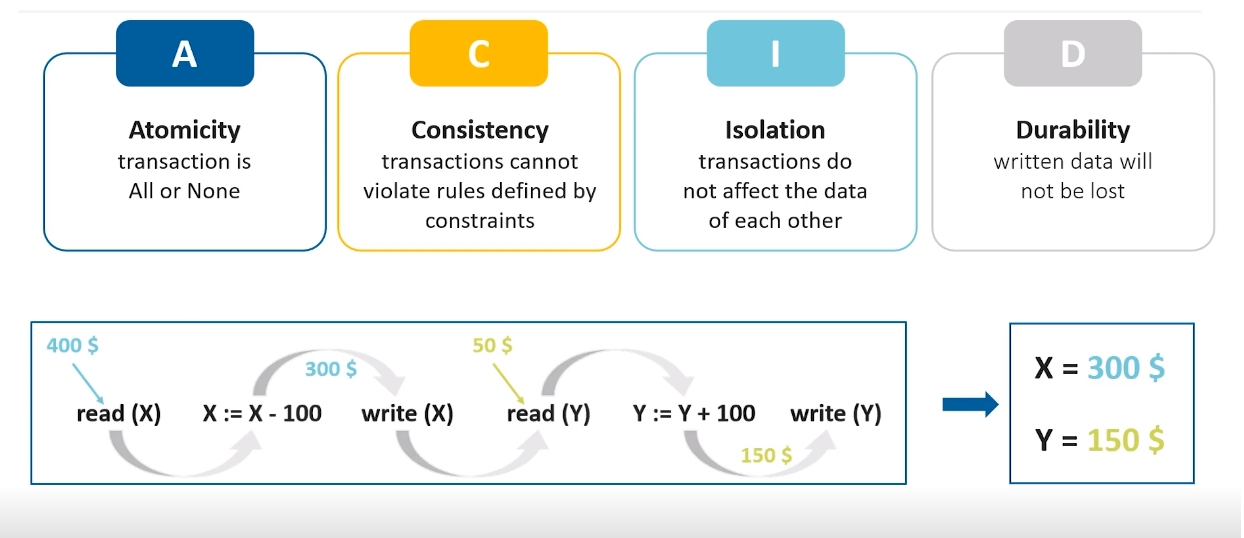 A
C
I
D
Atomicity
transaction is
All or None
Consistency
transactions cannot
violate rules defined by
constraints
Isolation
transactions do
not affect the data
of each other
Durability
written data will
not be lost
400 $
300 $
50 $
read (X)
X := X - 100
write (X)
read (Y)
Y := Y + 100
write (Y)
150 $
X = 300 $
Y = 150 $